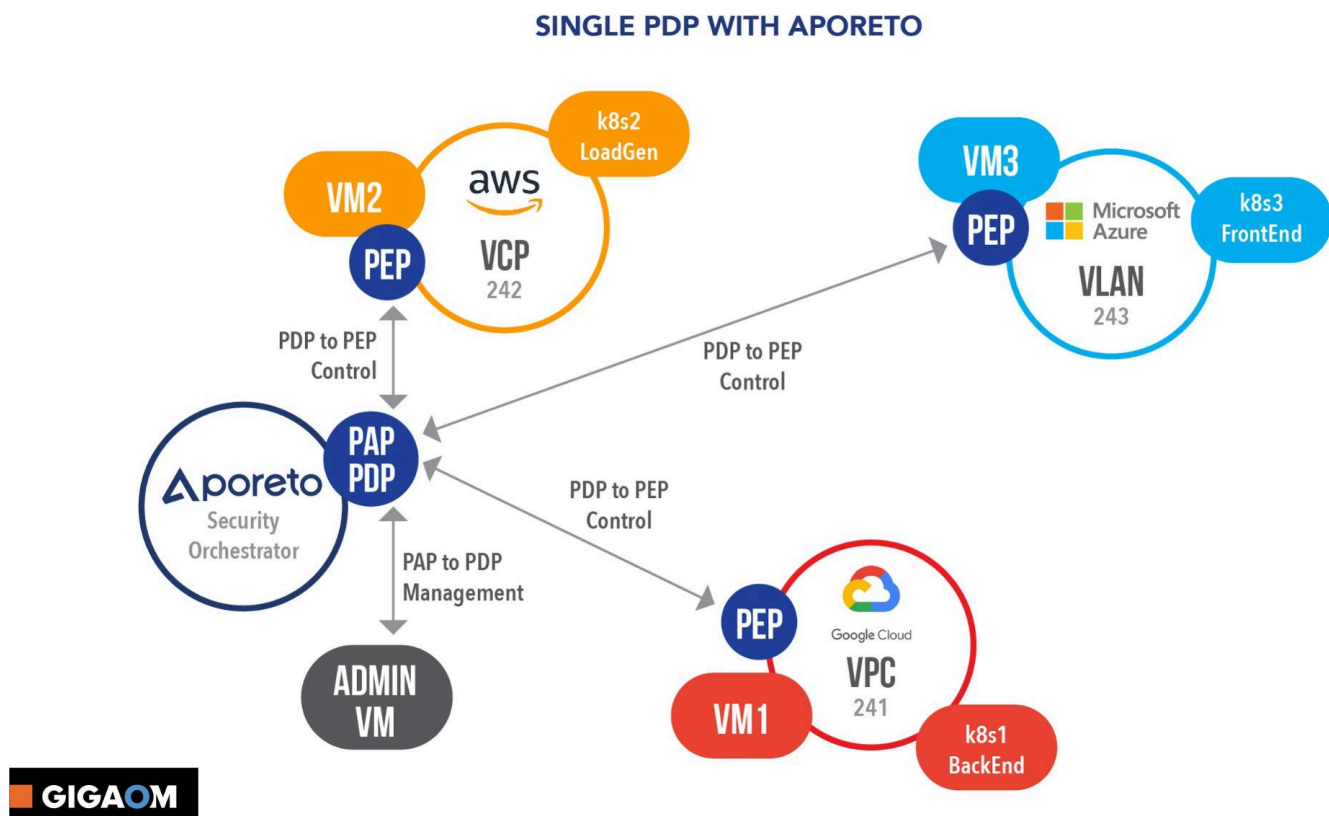 SINGLE PDP WITH APORETO
k8s2
LoadGen
aws
VM2
VCP
242
PEP
VM3
PEP
Microsoft
Azure
k8s3
FrontEnd
VLAN
243
PDP to PEP
Control
PDP to PEP
Control
PAP
PDP
Aporeto
Security
Orchestrator
PDP to PEP
Control
PAP to PDP
Management
PEP
Google Cloud
VPC
241
VM1
k8s1
BackEnd
ADMIN
VM
GIGAOM